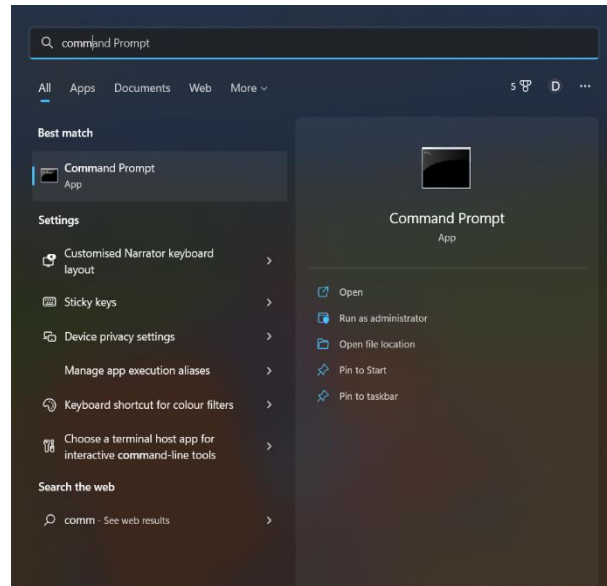 command Prompt
All Apps Documents Web More
5 D ...
Best match
Command Prompt
App
Settings
Customised Narrator keyboard
layout
Sticky keys
Device privacy settings
Manage app execution aliases
Keyboard shortcut for colour filters
Choose a terminal host app for
interactive command-line tools
Search the web
comm - See web results
Command Prompt
App
Open
Run as administrator
Open file location
Pin to Start
Pin to taskbar